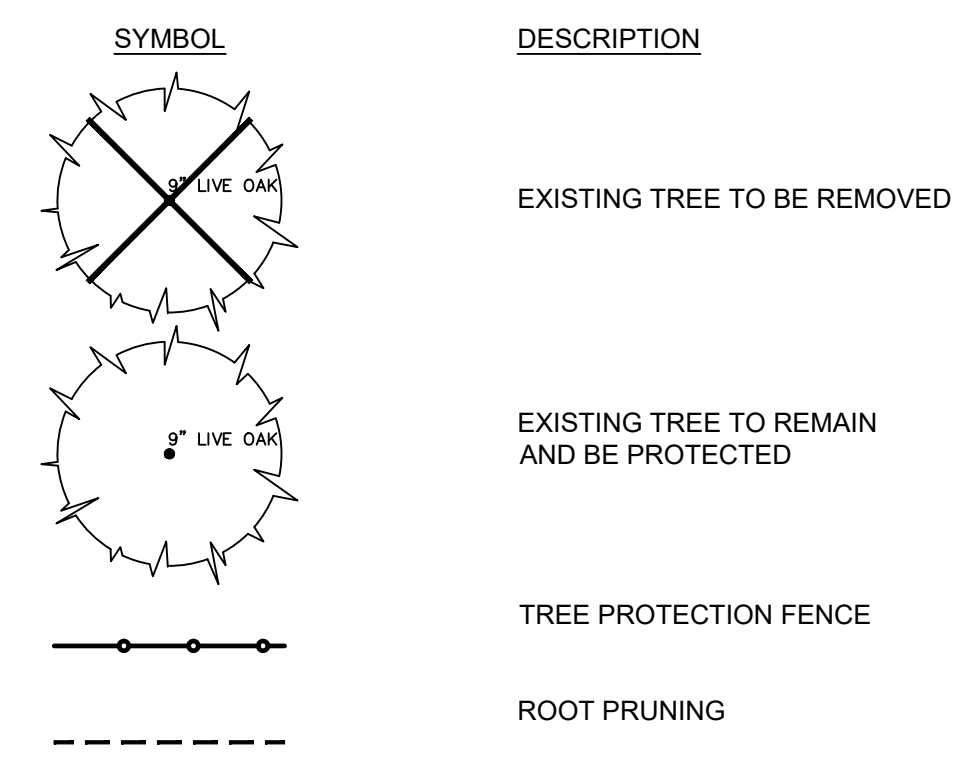 SYMBOL DESCRIPTION
9" LIVE OAK
EXISTING TREE TO BE REMOVED
9" LIVE OAK
EXISTING TREE TO REMAIN
AND BE PROTECTED
TREE PROTECTION FENCE
ROOT PRUNING